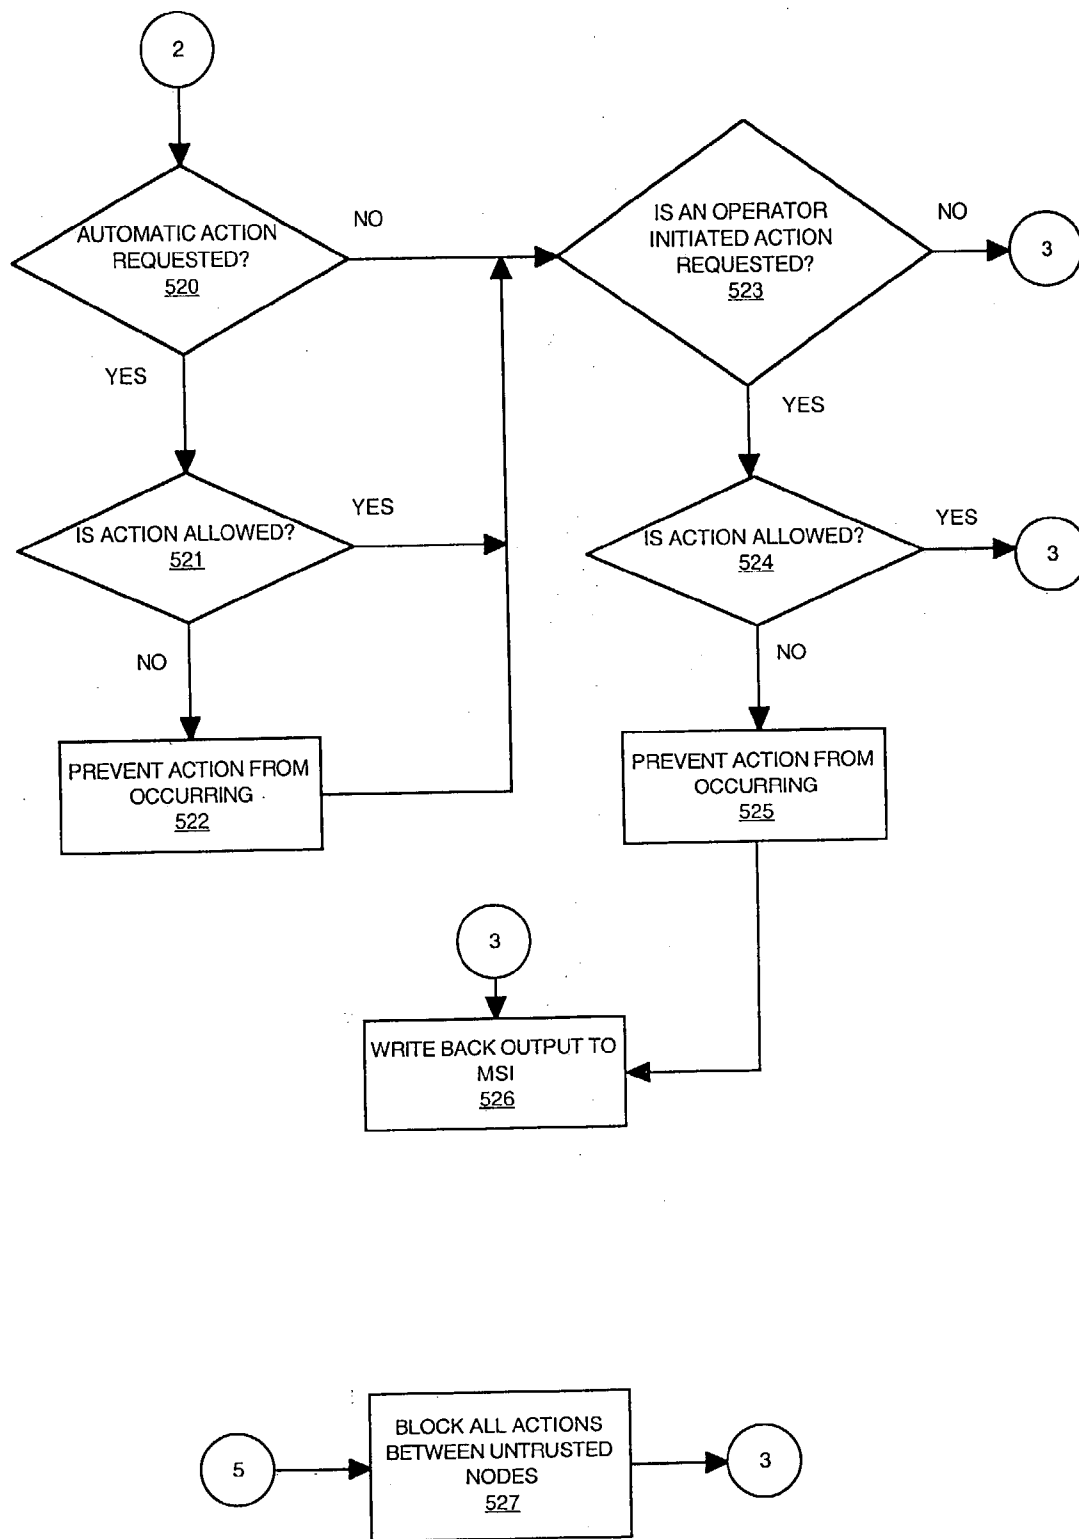 2
AUTOMATIC ACTION
REQUESTED?
520
NO
YES
IS AN OPERATOR
INITIATED ACTION
REQUESTED?
523
NO
3
YES
IS ACTION ALLOWED?
521
YES
NO
IS ACTION ALLOWED?
524
YES
3
NO
PREVENT ACTION FROM
OCCURRING
522
PREVENT ACTION FROM
OCCURRING
525
3
WRITE BACK OUTPUT TO
MSI
526
5
BLOCK ALL ACTIONS
BETWEEN UNTRUSTED
NODES
527
3